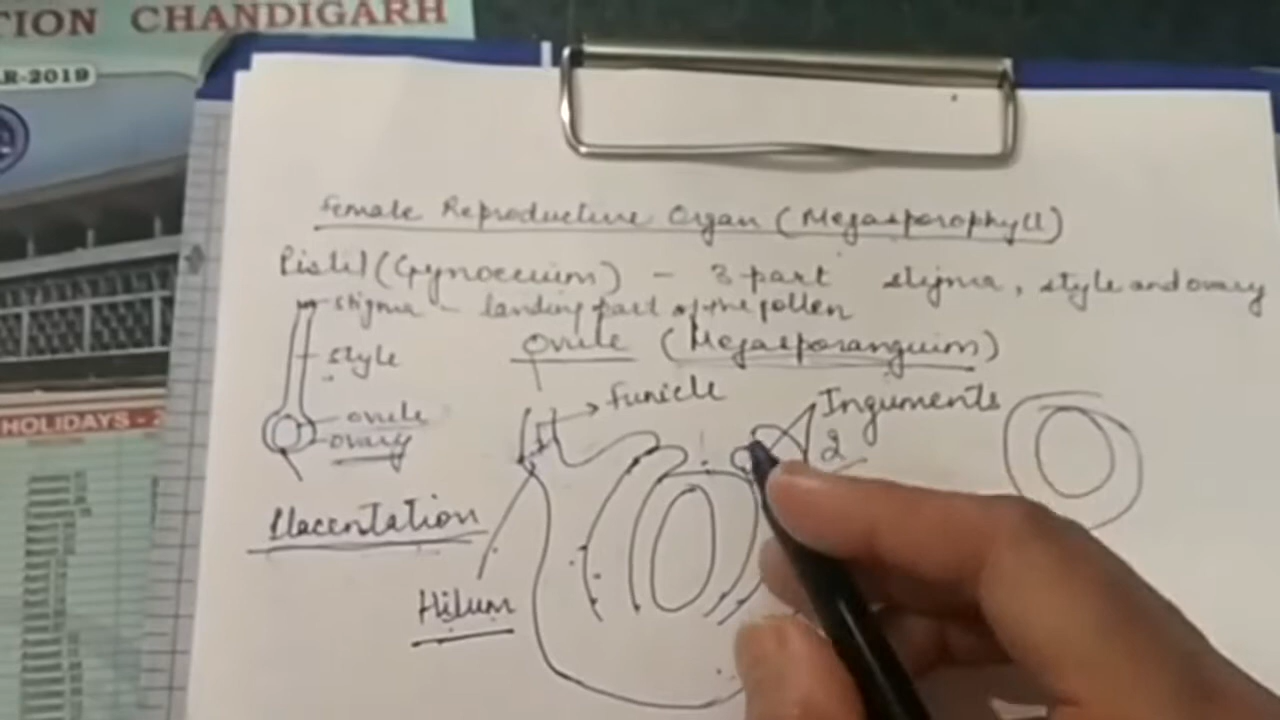 TION CHANDIGARH
R-2019
HOLIDAYS - 2
Female Reproductive Organ (Megasporophyll)
Pistil (Gynoecium) - 3 part stigma, style and ovary
stigma - landing part of the pollen
Ovule (Megasporangium)
style
Funicle
Inguments
ovule
2
ovary
Placentation
Hilum